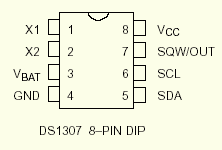 X1 1 8 VCC
X2 2 7 SQW/OUT
VBAT 3 6 SCL
GND 4 5 SDA
DS1307 8–PIN DIP